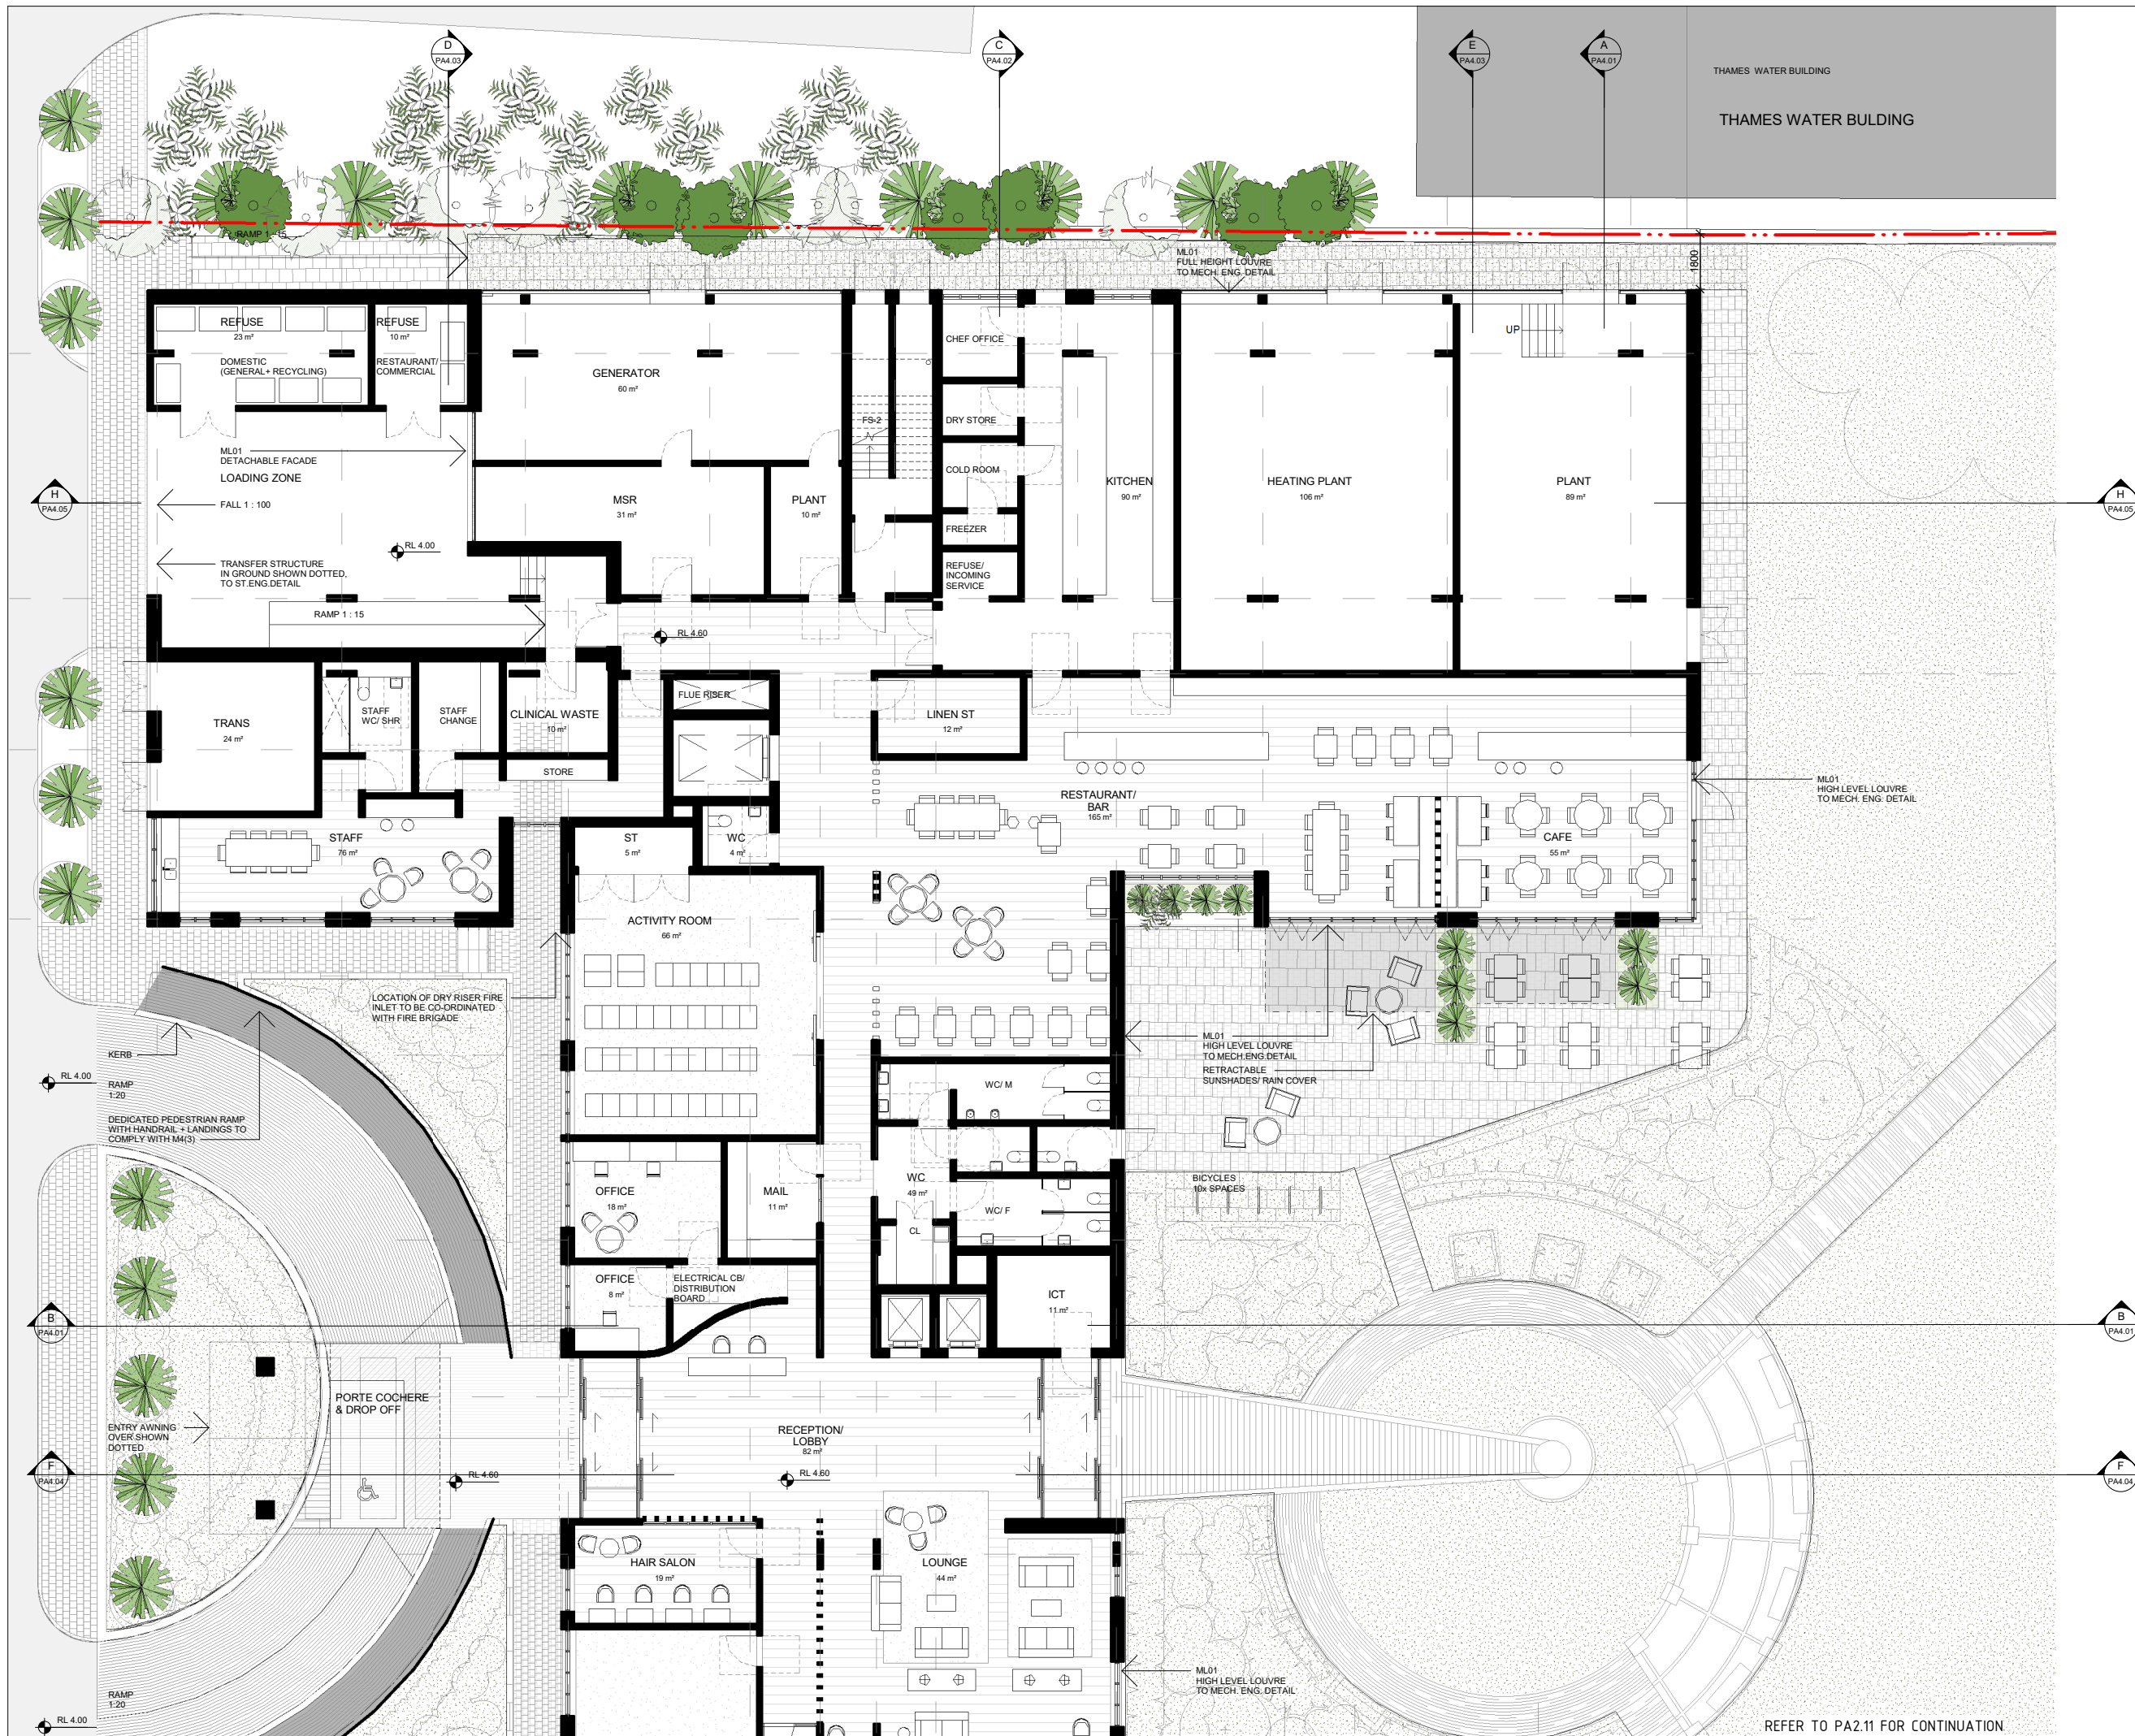 D
PA4.03
C
PA4.02
E
PA4.03
A
PA4.01
THAMES WATER BUILDING
THAMES WATER BULDING
RAMP 1 : 15
ML01
FULL HEIGHT LOUVRE
TO MECH. ENG. DETAIL
1800
REFUSE
23 m²
DOMESTIC
(GENERAL+ RECYCLING)
REFUSE
10 m²
RESTAURANT/
COMMERCIAL
GENERATOR
60 m²
CHEF OFFICE
UP
FS-2
DRY STORE
ML01
DETACHABLE FACADE
LOADING ZONE
COLD ROOM
KITCHEN
90 m²
HEATING PLANT
106 m²
PLANT
89 m²
MSR
31 m²
PLANT
10 m²
H
PA4.05
H
PA4.05
FALL 1 : 100
FREEZER
RL 4.00
TRANSFER STRUCTURE
IN GROUND SHOWN DOTTED,
TO ST.ENG.DETAIL
REFUSE/
INCOMING
SERVICE
RAMP 1 : 15
RL 4.60
FLUE RISER
TRANS
24 m²
STAFF
WC/ SHR
STAFF
CHANGE
CLINICAL WASTE
10 m²
LINEN ST
12 m²
STORE
ML01
HIGH LEVEL LOUVRE
TO MECH. ENG. DETAIL
RESTAURANT/
BAR
165 m²
STAFF
76 m²
ST
5 m²
WC
4 m²
CAFE
55 m²
ACTIVITY ROOM
66 m²
LOCATION OF DRY RISER FIRE
INLET TO BE CO-ORDINATED
WITH FIRE BRIGADE
KERB
RL 4.00
RAMP
1:20
ML01
HIGH LEVEL LOUVRE
TO MECH.ENG.DETAIL
RETRACTABLE
SUNSHADES/ RAIN COVER
WC/ M
DEDICATED PEDESTRIAN RAMP
WITH HANDRAIL + LANDINGS TO
COMPLY WITH M4(3)
OFFICE
18 m²
MAIL
11 m²
WC
49 m²
WC/ F
BICYCLES
10x SPACES
CL
OFFICE
8 m²
ELECTRICAL CB/
DISTRIBUTION
BOARD
ICT
11 m²
B
PA4.01
B
PA4.01
PORTE COCHERE
& DROP OFF
ENTRY AWNING
OVER SHOWN
DOTTED
RECEPTION/
LOBBY
82 m²
F
PA4.04
F
PA4.04
RL 4.60
RL 4.60
HAIR SALON
19 m²
LOUNGE
44 m²
ML01
HIGH LEVEL LOUVRE
TO MECH. ENG. DETAIL
RAMP
1:20
RL 4.00
REFER TO PA2.11 FOR CONTINUATION